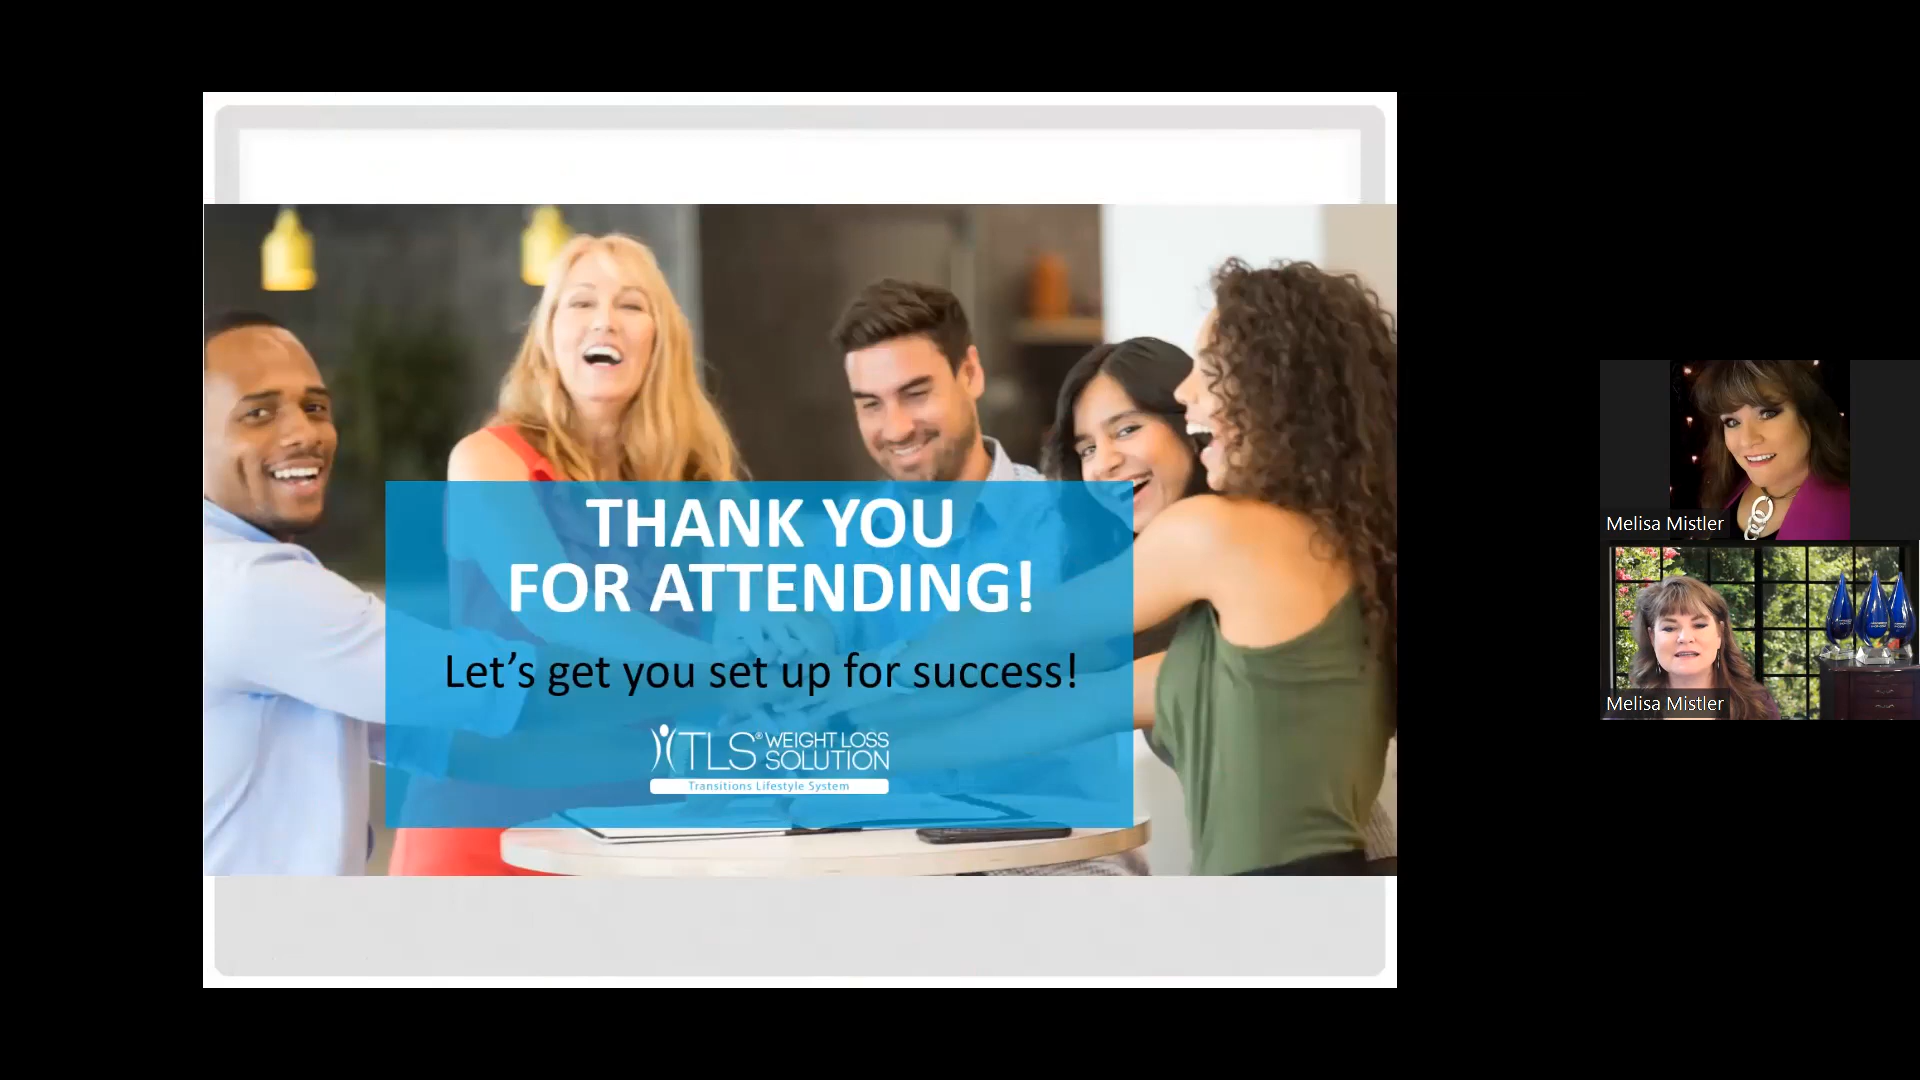 THANK YOU
FOR ATTENDING!
Let's get you set up for success!
TLS® WEIGHT LOSS
SOLUTION
Transitions Lifestyle System
Melisa Mistler
Melisa Mistler